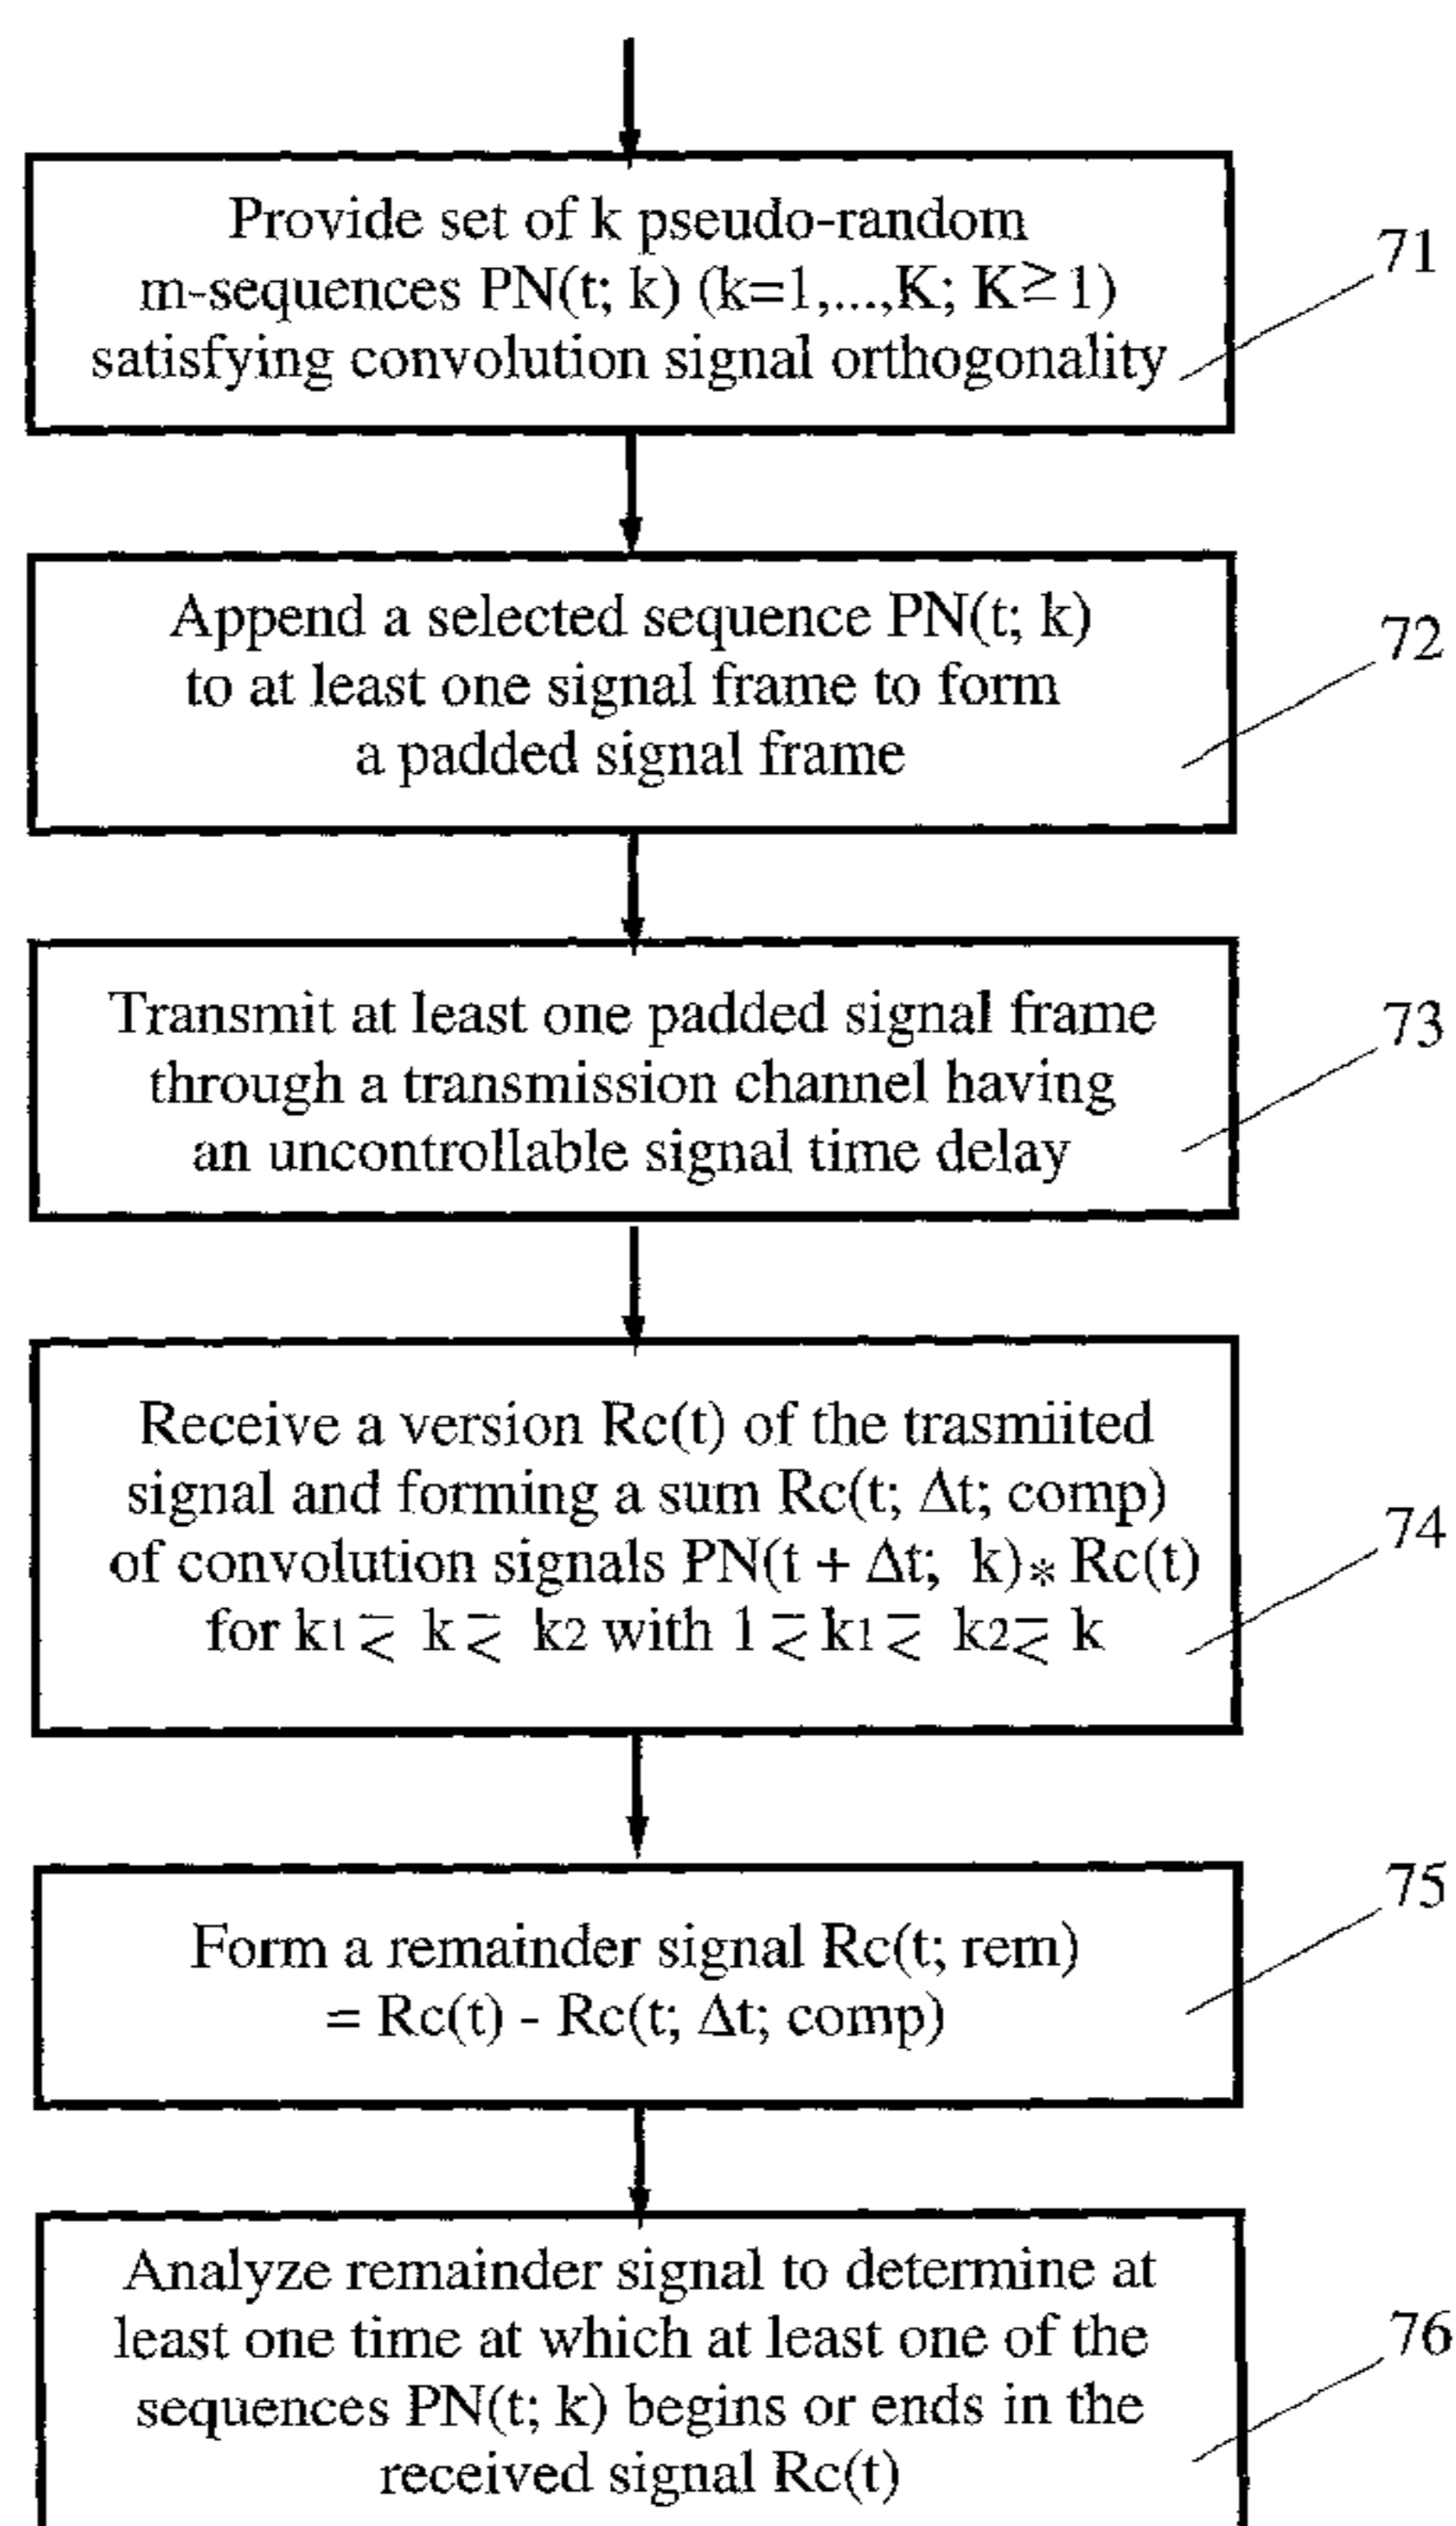 Provide set of k pseudo-random
m-sequences PN(t; k) (k=1,...,K; K≥1)
satisfying convolution signal orthogonality
71
Append a selected sequence PN(t; k)
to at least one signal frame to form
a padded signal frame
72
Transmit at least one padded signal frame
through a transmission channel having
an uncontrollable signal time delay
73
Receive a version Rc(t) of the trasmiited
signal and forming a sum Rc(t; Δt; comp)
of convolution signals PN(t + Δt; k)* Rc(t)
for k1 ≤ k ≤ k2 with 1 ≤ k1 ≤ k2 ≤ k
74
Form a remainder signal Rc(t; rem)
= Rc(t) - Rc(t; Δt; comp)
75
Analyze remainder signal to determine at
least one time at which at least one of the
sequences PN(t; k) begins or ends in the
received signal Rc(t)
76